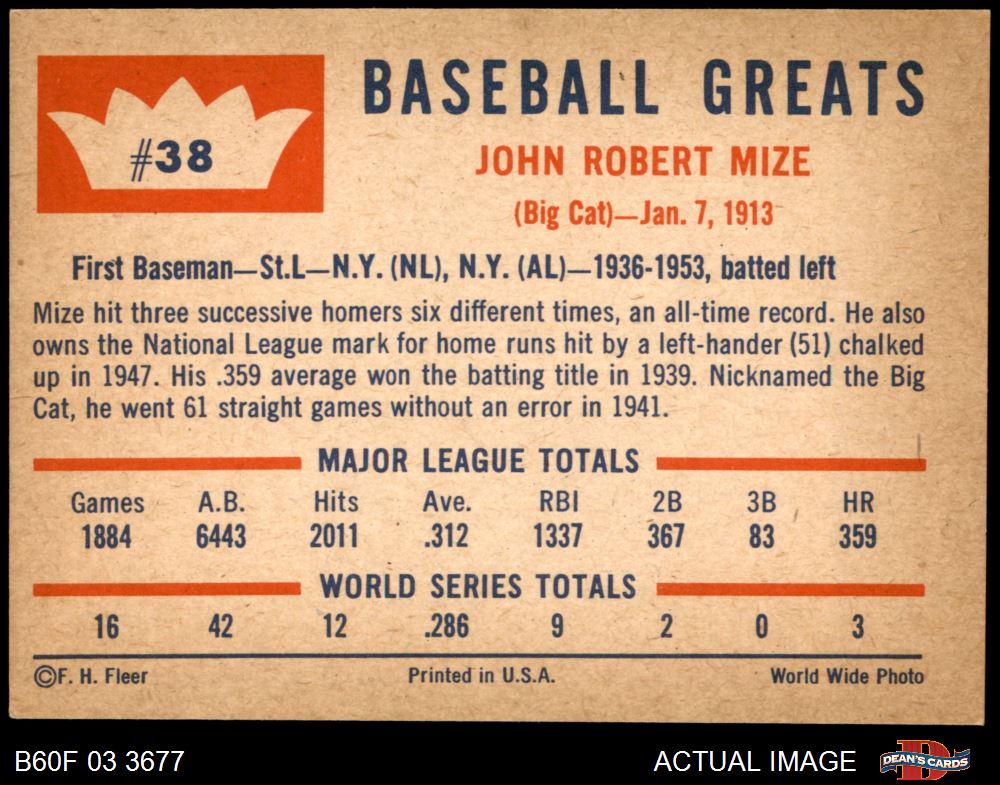 #38
BASEBALL GREATS
JOHN ROBERT MIZE
(Big Cat)—Jan. 7, 1913
First Baseman—St.L—N.Y. (NL), N.Y. (AL)—1936-1953, batted left
Mize hit three successive homers six different times, an all-time record. He also
owns the National League mark for home runs hit by a left-hander (51) chalked
up in 1947. His .359 average won the batting title in 1939. Nicknamed the Big
Cat, he went 61 straight games without an error in 1941.
MAJOR LEAGUE TOTALS
Games A.B. Hits Ave. RBI 2B 3B HR
1884 6443 2011 .312 1337 367 83 359
WORLD SERIES TOTALS
16 42 12 .286 9 2 0 3
©F. H. Fleer Printed in U.S.A. World Wide Photo
B60F 03 3677 ACTUAL IMAGE DEAN'S CARDS